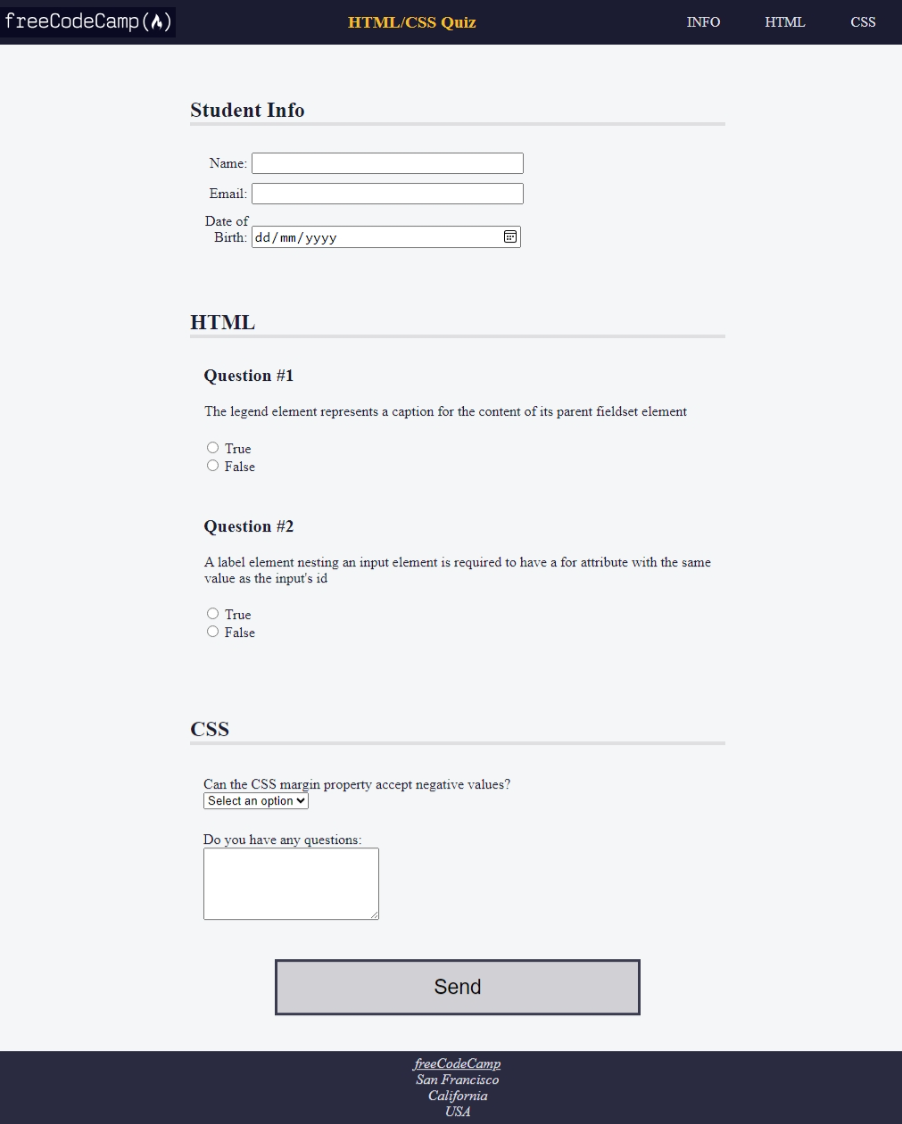 freeCodeCamp
HTML/CSS Quiz
INFO
HTML
CSS
Student Info
Name:
Email:
Date of
Birth:
dd/mm/yyyy
HTML
Question #1
The legend element represents a caption for the content of its parent fieldset element
True
False
Question #2
A label element nesting an input element is required to have a for attribute with the same
value as the input's id
True
False
CSS
Can the CSS margin property accept negative values?
Select an option
Do you have any questions:
Send
freeCodeCamp
San Francisco
California
USA